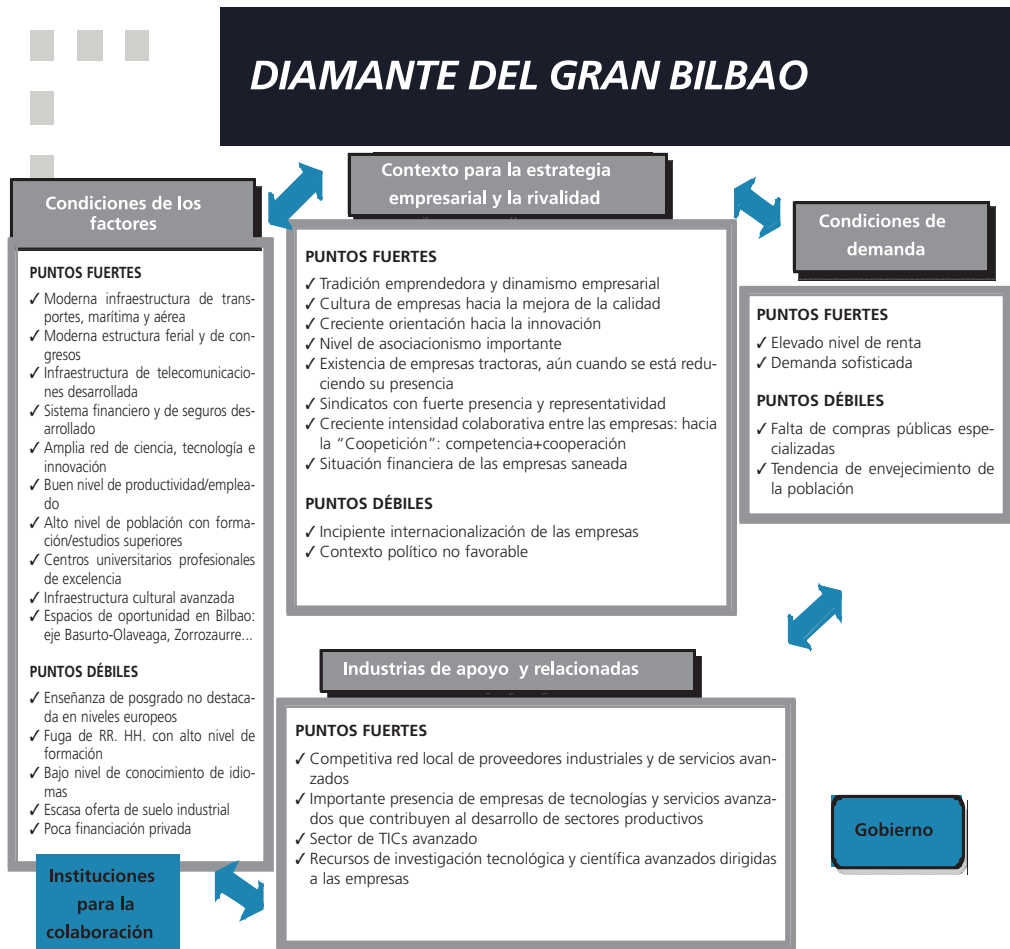 DIAMANTE DEL GRAN BILBAO
Condiciones de los
factores
PUNTOS FUERTES
✓ Moderna infraestructura de trans-
portes, marítima y aérea
✓ Moderna estructura ferial y de con-
gresos
✓ Infraestructura de telecomunicacio-
nes desarrollada
✓ Sistema financiero y de seguros des-
arrollado
✓ Amplia red de ciencia, tecnología e
innovación
✓ Buen nivel de productividad/emplea-
do
✓ Alto nivel de población con forma-
ción/estudios superiores
✓ Centros universitarios profesionales
de excelencia
✓ Infraestructura cultural avanzada
✓ Espacios de oportunidad en Bilbao:
eje Basurto-Olaveaga, Zorrozaurre...
PUNTOS DÉBILES
✓ Enseñanza de posgrado no destaca-
da en niveles europeos
✓ Fuga de RR. HH. con alto nivel de
formación
✓ Bajo nivel de conocimiento de idio-
mas
✓ Escasa oferta de suelo industrial
✓ Poca financiación privada
Contexto para la estrategia
empresarial y la rivalidad
PUNTOS FUERTES
✓ Tradición emprendedora y dinamismo empresarial
✓ Cultura de empresas hacia la mejora de la calidad
✓ Creciente orientación hacia la innovación
✓ Nivel de asociacionismo importante
✓ Existencia de empresas tractoras, aún cuando se está redu-
ciendo su presencia
✓ Sindicatos con fuerte presencia y representatividad
✓ Creciente intensidad colaborativa entre las empresas: hacia
la “Coopetición”: competencia+cooperación
✓ Situación financiera de las empresas saneada
PUNTOS DÉBILES
✓ Incipiente internacionalización de las empresas
✓ Contexto político no favorable
Condiciones de
demanda
PUNTOS FUERTES
✓ Elevado nivel de renta
✓ Demanda sofisticada
PUNTOS DÉBILES
✓ Falta de compras públicas espe-
cializadas
✓ Tendencia de envejecimiento de
la población
Industrias de apoyo y relacionadas
PUNTOS FUERTES
✓ Competitiva red local de proveedores industriales y de servicios avan-
zados
✓ Importante presencia de empresas de tecnologías y servicios avanza-
dos que contribuyen al desarrollo de sectores productivos
✓ Sector de TICs avanzado
✓ Recursos de investigación tecnológica y científica avanzados dirigidas
a las empresas
Gobierno
Instituciones
para la
colaboración